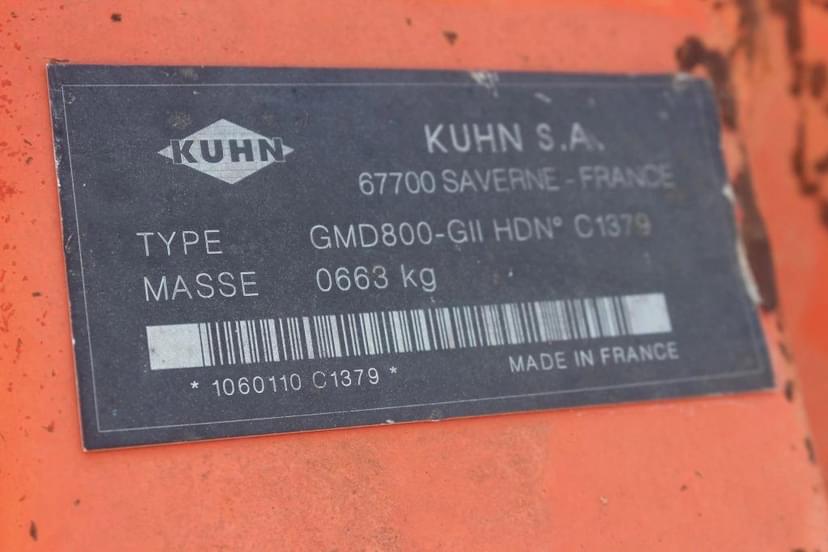 KUHN
KUHN S.A.
67700 SAVERNE - FRANCE
TYPE GMD800-GII HDN° C1379
MASSE 0663 kg
* 1060110 C1379 *
MADE IN FRANCE